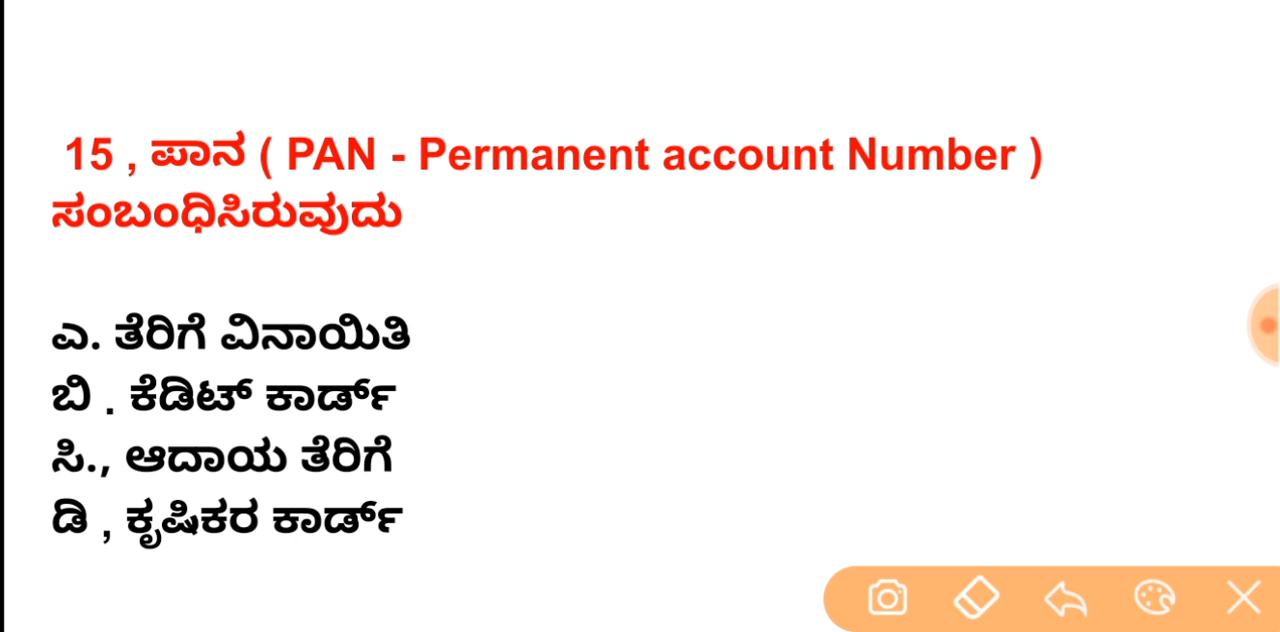 15 , ಪಾನ ( PAN - Permanent account Number )
ಸಂಬಂಧಿಸಿರುವುದು
ಎ. ತೆರಿಗೆ ವಿನಾಯಿತಿ
ಬಿ . ಕೆಡಿಟ್ ಕಾರ್ಡ್
ಸಿ., ಆದಾಯ ತೆರಿಗೆ
ಡಿ , ಕೃಷಿಕರ ಕಾರ್ಡ್